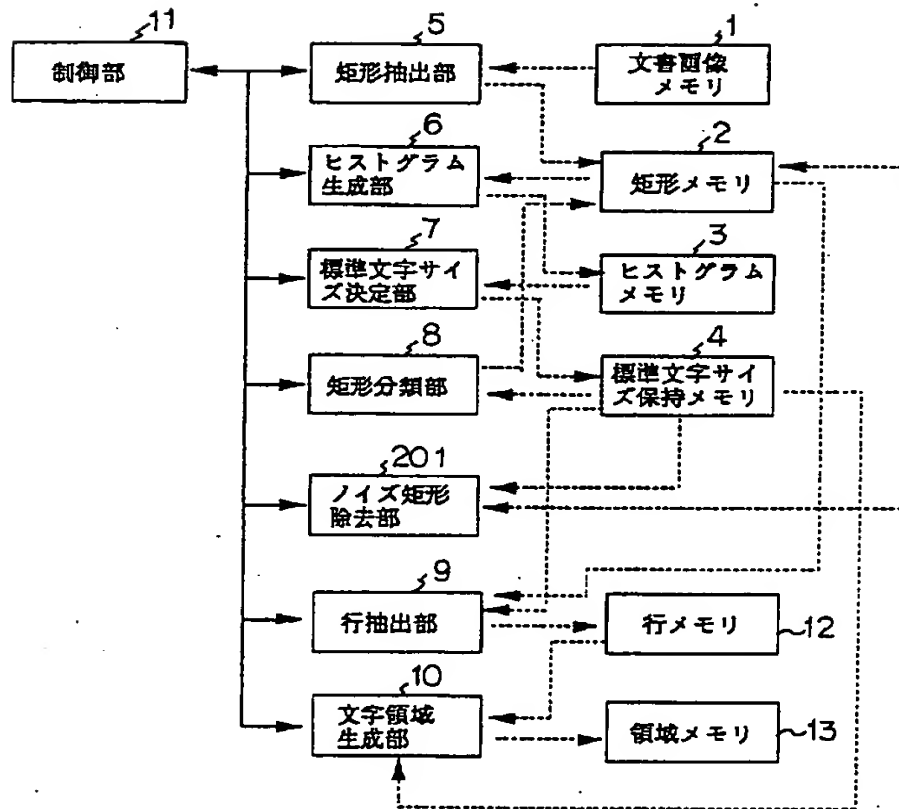 11
制御部
5
矩形抽出部
1
文書画像
メモリ
6
ヒストグラム
生成部
2
矩形メモリ
7
標準文字サイ
ズ決定部
3
ヒストグラム
メモリ
8
矩形分類部
4
標準文字サイ
ズ保持メモリ
201
ノイズ矩形
除去部
9
行抽出部
行メモリ
12
10
文字領域
生成部
領域メモリ
13